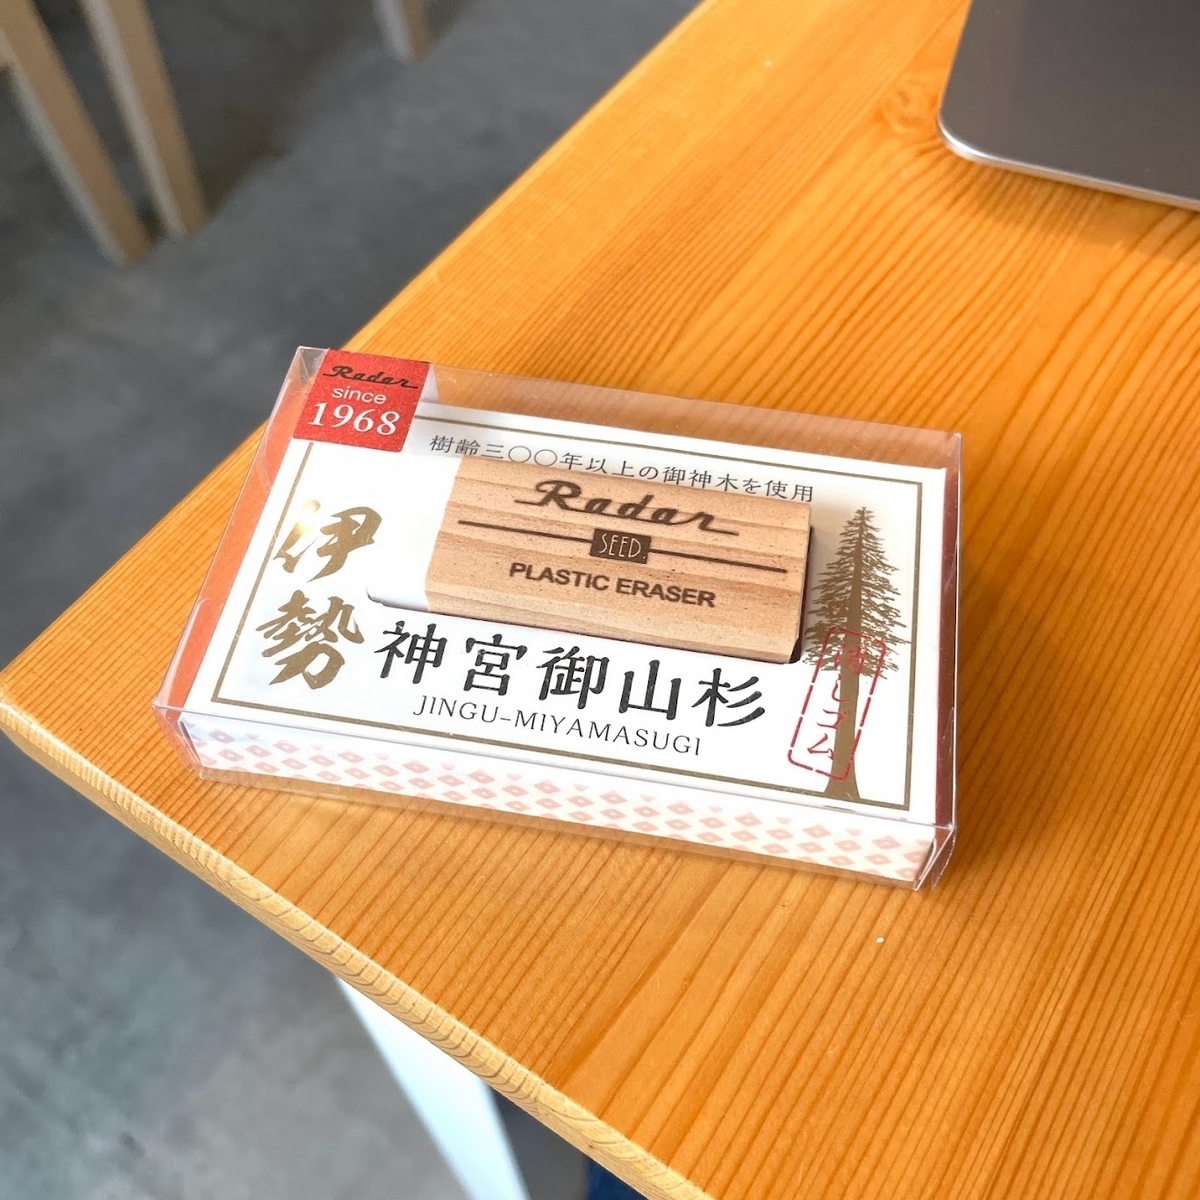 Radar
since
1968
樹齢三〇〇年以上の御神木を使用
Radar
SEED.
PLASTIC ERASER
伊勢
神宮御山杉
JINGU-MIYAMASUGI
消しゴム